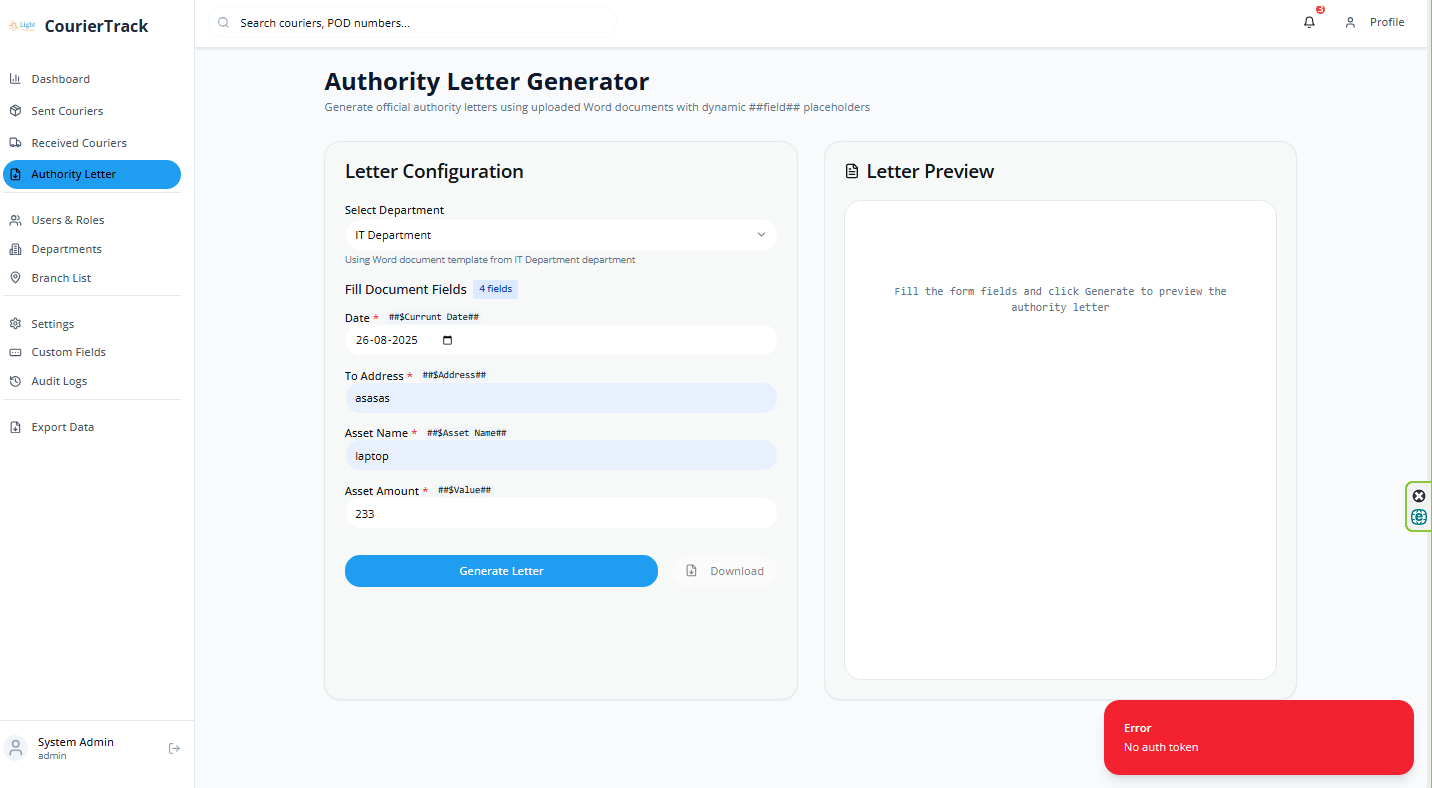 Light
CourierTrack
Search couriers, POD numbers...
3
Profile
Dashboard
Sent Couriers
Received Couriers
Authority Letter
Users & Roles
Departments
Branch List
Settings
Custom Fields
Audit Logs
Export Data
System Admin
admin
Authority Letter Generator
Generate official authority letters using uploaded Word documents with dynamic ##field## placeholders
Letter Configuration
Select Department
IT Department
Using Word document template from IT Department department
Fill Document Fields 4 fields
Date * ##$Currunt Date##
26-08-2025
To Address * ##$Address##
asasas
Asset Name * ##$Asset Name##
laptop
Asset Amount * ##$Value##
233
Generate Letter
Download
Letter Preview
Fill the form fields and click Generate to preview the
authority letter
Error
No auth token